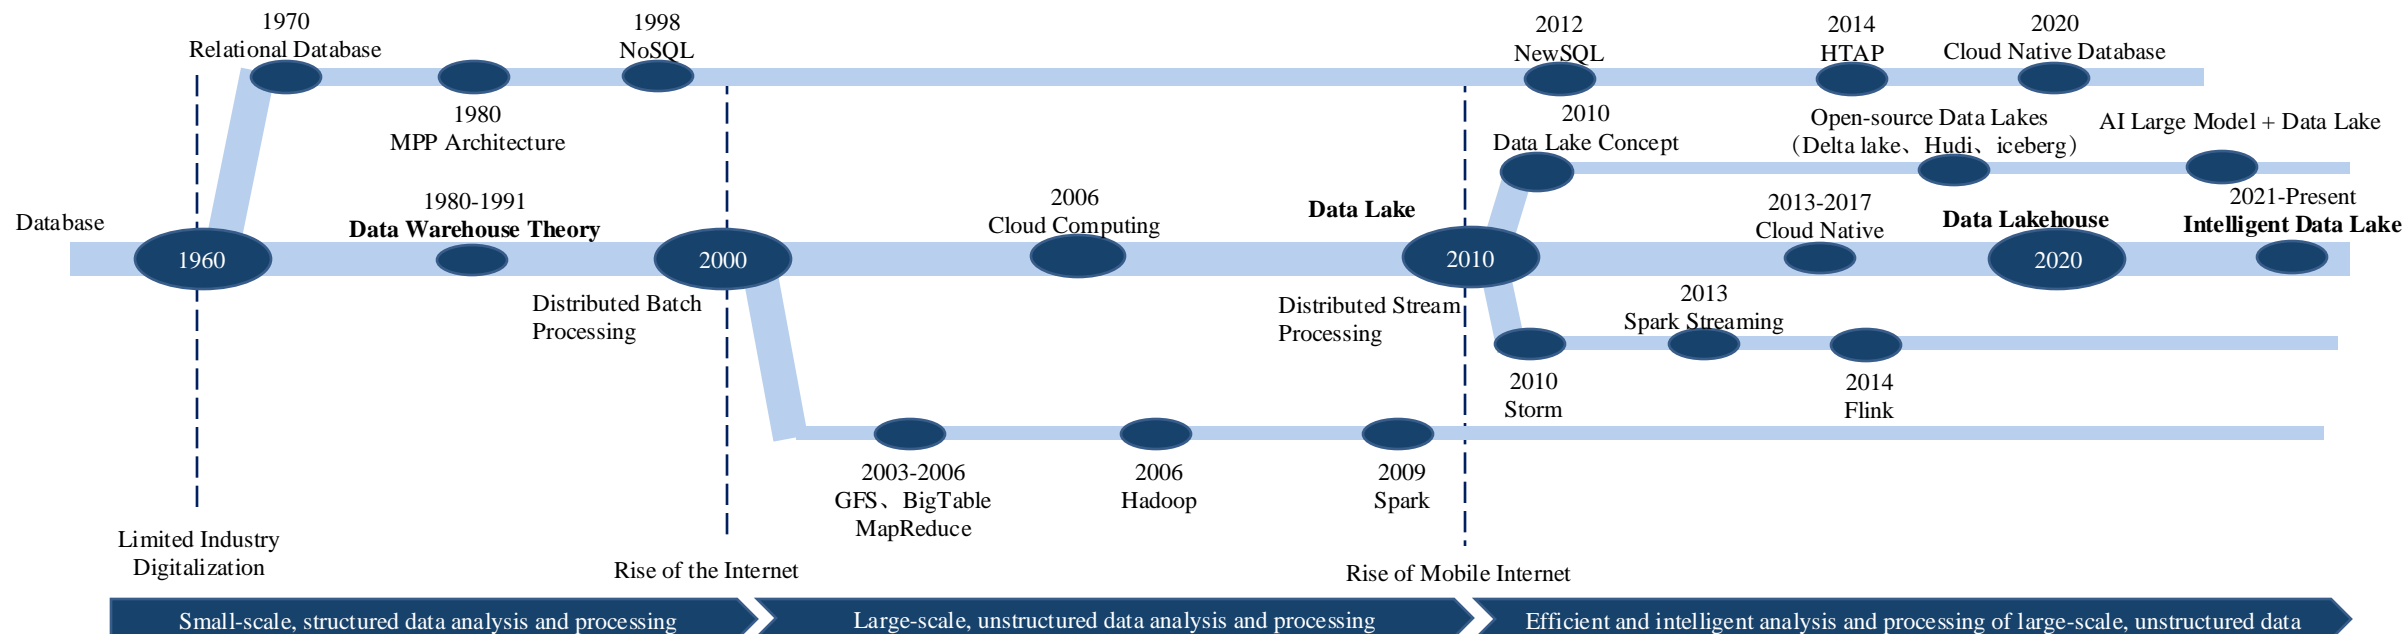 1970
Relational Database
1998
NoSQL
2012
NewSQL
2014
HTAP
2020
Cloud Native Database
1980
MPP Architecture
2010
Data Lake Concept
Open-source Data Lakes
（Delta lake、Hudi、iceberg）
AI Large Model + Data Lake
Database
1980-1991
Data Warehouse Theory
2006
Cloud Computing
Data Lake
2013-2017
Cloud Native
Data Lakehouse
2021-Present
Intelligent Data Lake
1960
2000
2010
2020
Distributed Batch
Processing
Distributed Stream
Processing
2013
Spark Streaming
2010
Storm
2014
Flink
2003-2006
GFS、BigTable
MapReduce
2006
Hadoop
2009
Spark
Limited Industry
Digitalization
Rise of the Internet
Rise of Mobile Internet
Small-scale, structured data analysis and processing
Large-scale, unstructured data analysis and processing
Efficient and intelligent analysis and processing of large-scale, unstructured data